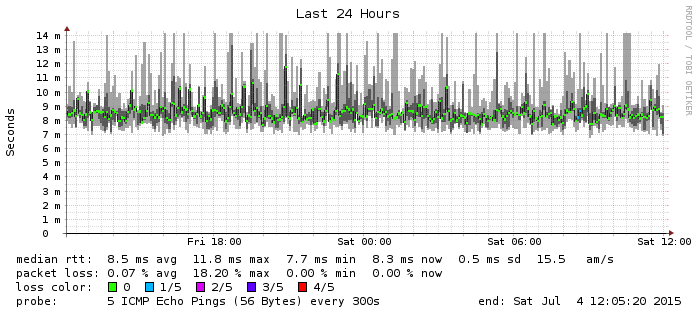 Last 24 Hours
RRDTOOL / TOBI OETIKER
Seconds
14 m
13 m
12 m
11 m
10 m
9 m
8 m
7 m
6 m
5 m
4 m
3 m
2 m
1 m
0
Fri 18:00 Sat 00:00 Sat 06:00 Sat 12:00
median rtt: 8.5 ms avg 11.8 ms max 7.7 ms min 8.3 ms now 0.5 ms sd 15.5 am/s
packet loss: 0.07 % avg 18.20 % max 0.00 % min 0.00 % now
loss color: 0 1/5 2/5 3/5 4/5
probe: 5 ICMP Echo Pings (56 Bytes) every 300s end: Sat Jul 4 12:05:20 2015